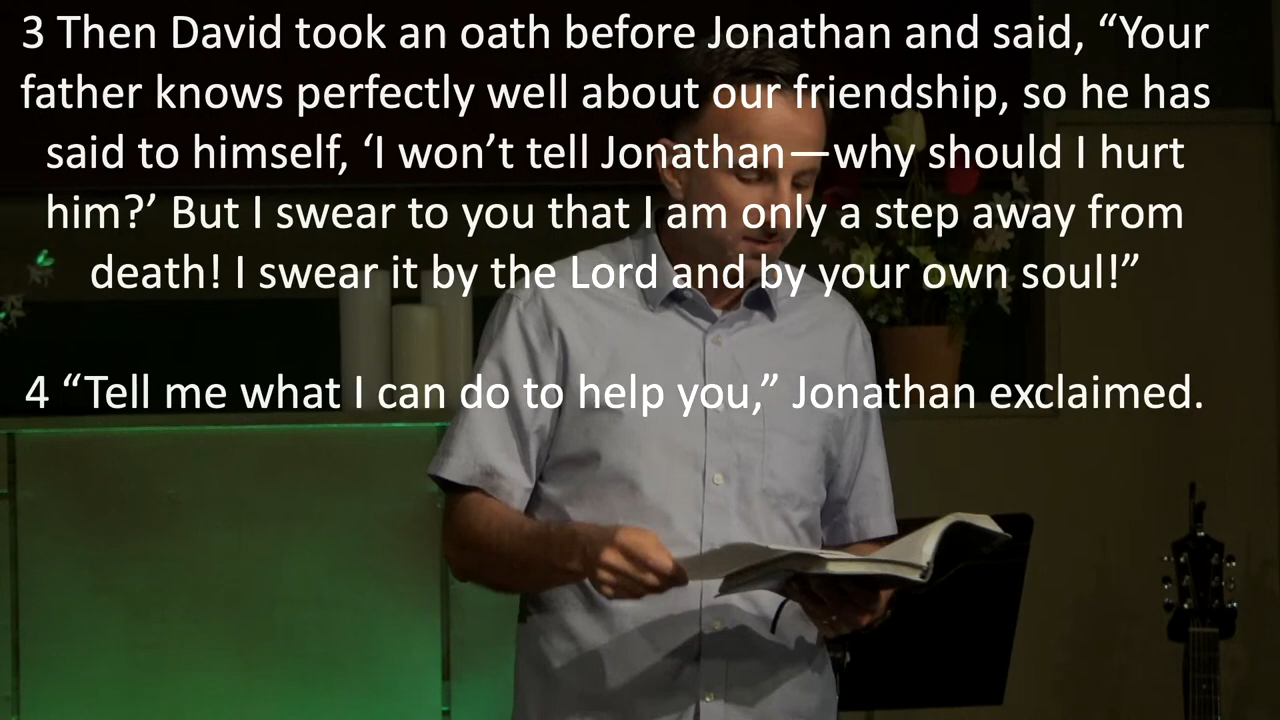 3 Then David took an oath before Jonathan and said, “Your
father knows perfectly well about our friendship, so he has
said to himself, ‘I won’t tell Jonathan—why should I hurt
him?’ But I swear to you that I am only a step away from
death! I swear it by the Lord and by your own soul!”
4 “Tell me what I can do to help you,” Jonathan exclaimed.